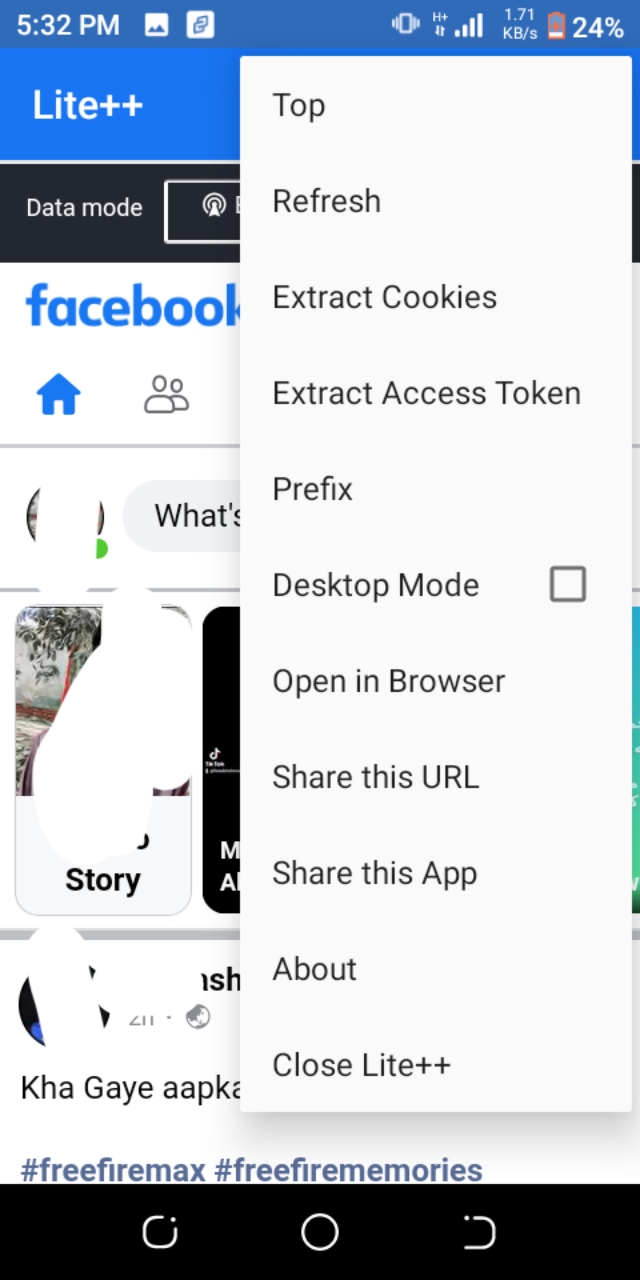 5:32 PM
H+
1.71
KB/s
24%
Lite++
Top
Data mode
Refresh
facebook
Extract Cookies
Extract Access Token
Prefix
What's
Desktop Mode
Open in Browser
TikTok
Share this URL
Story
Share this App
About
2h ·
Close Lite++
Kha Gaye aapka
#freefiremax #freefirememories